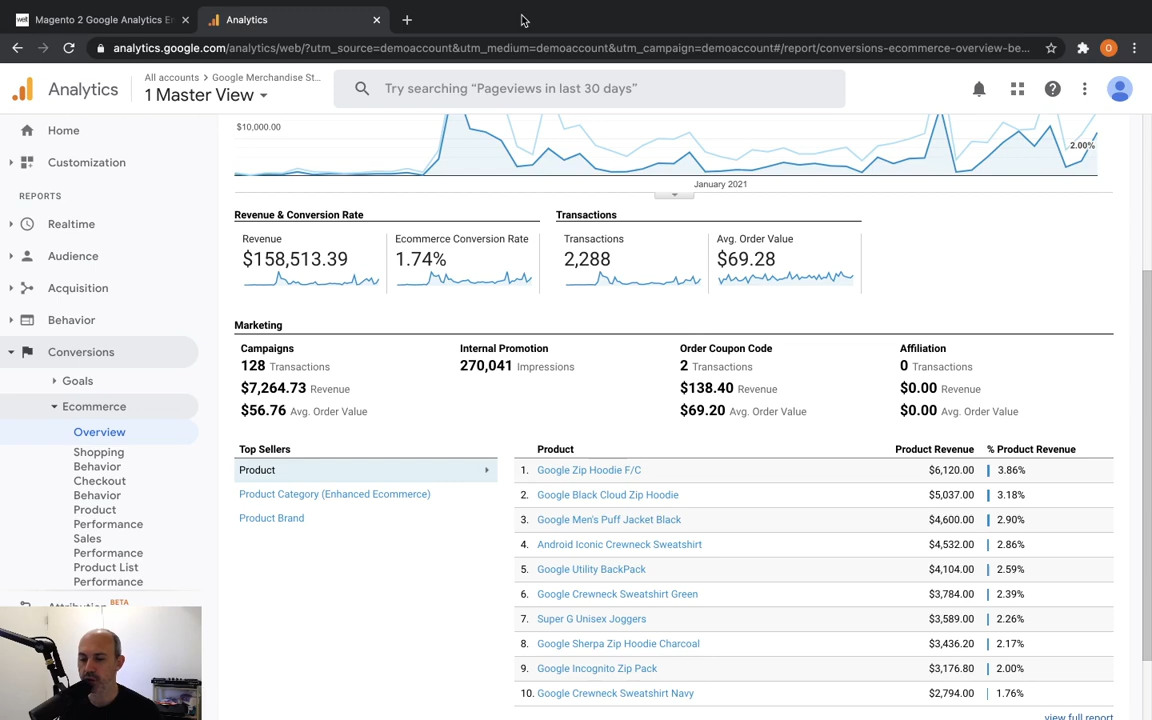 Magento 2 Google Analytics E
Analytics
analytics.google.com/analytics/web/?utm_source=demoaccount&utm_medium=demoaccount&utm_campaign=demoaccount#/report/conversions-ecommerce-overview-be...
O
Analytics
All accounts > Google Merchandise St...
1 Master View
Try searching “Pageviews in last 30 days”
Home
Customization
REPORTS
Realtime
Audience
Acquisition
Behavior
Conversions
Goals
Ecommerce
Overview
Shopping
Behavior
Checkout
Behavior
Product
Performance
Sales
Performance
Product List
Performance
Attribution BETA
$10,000.00
2.00%
January 2021
Revenue & Conversion Rate
Revenue
$158,513.39
Ecommerce Conversion Rate
1.74%
Transactions
Transactions
2,288
Avg. Order Value
$69.28
Marketing
Campaigns
128 Transactions
$7,264.73 Revenue
$56.76 Avg. Order Value
Internal Promotion
270,041 Impressions
Order Coupon Code
2 Transactions
$138.40 Revenue
$69.20 Avg. Order Value
Affiliation
0 Transactions
$0.00 Revenue
$0.00 Avg. Order Value
Top Sellers
Product
Product Category (Enhanced Ecommerce)
Product Brand
Product Product Revenue % Product Revenue
1. Google Zip Hoodie F/C $6,120.00 3.86%
2. Google Black Cloud Zip Hoodie $5,037.00 3.18%
3. Google Men's Puff Jacket Black $4,600.00 2.90%
4. Android Iconic Crewneck Sweatshirt $4,532.00 2.86%
5. Google Utility BackPack $4,104.00 2.59%
6. Google Crewneck Sweatshirt Green $3,784.00 2.39%
7. Super G Unisex Joggers $3,589.00 2.26%
8. Google Sherpa Zip Hoodie Charcoal $3,436.20 2.17%
9. Google Incognito Zip Pack $3,176.80 2.00%
10. Google Crewneck Sweatshirt Navy $2,794.00 1.76%
view full report